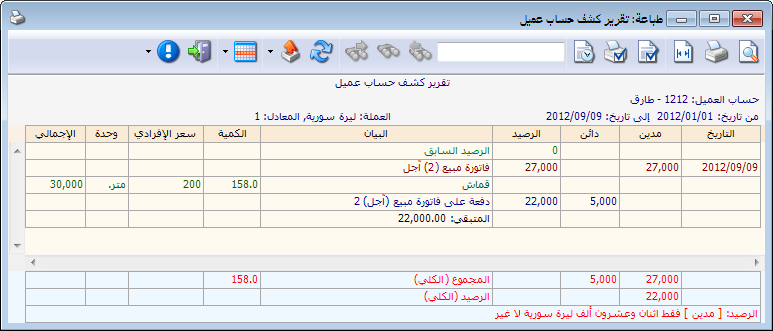 طباعة: تقرير كشف حساب عميل
تقرير كشف حساب عميل
حساب العميل: 1212 - طارق
من تاريخ: 2012/01/01 إلى تاريخ: 2012/09/09 العملة: ليرة سورية, المعادل: 1
التاريخ مدين دائن الرصيد البيان الكمية سعر الإفرادي وحدة الإجمالي
0 الرصيد السابق
2012/09/09 27,000 27,000 فاتورة مبيع (2) آجل
قماش 158.0 200 متر. 30,000
5,000 22,000 دفعة على فاتورة مبيع (آجل) 2
المتبقي: 22,000.00
27,000 5,000 المجموع (الكلي) 158.0
22,000 الرصيد (الكلي)
الرصيد: [ مدين ] فقط اثنان وعشرون ألف ليرة سورية لا غير